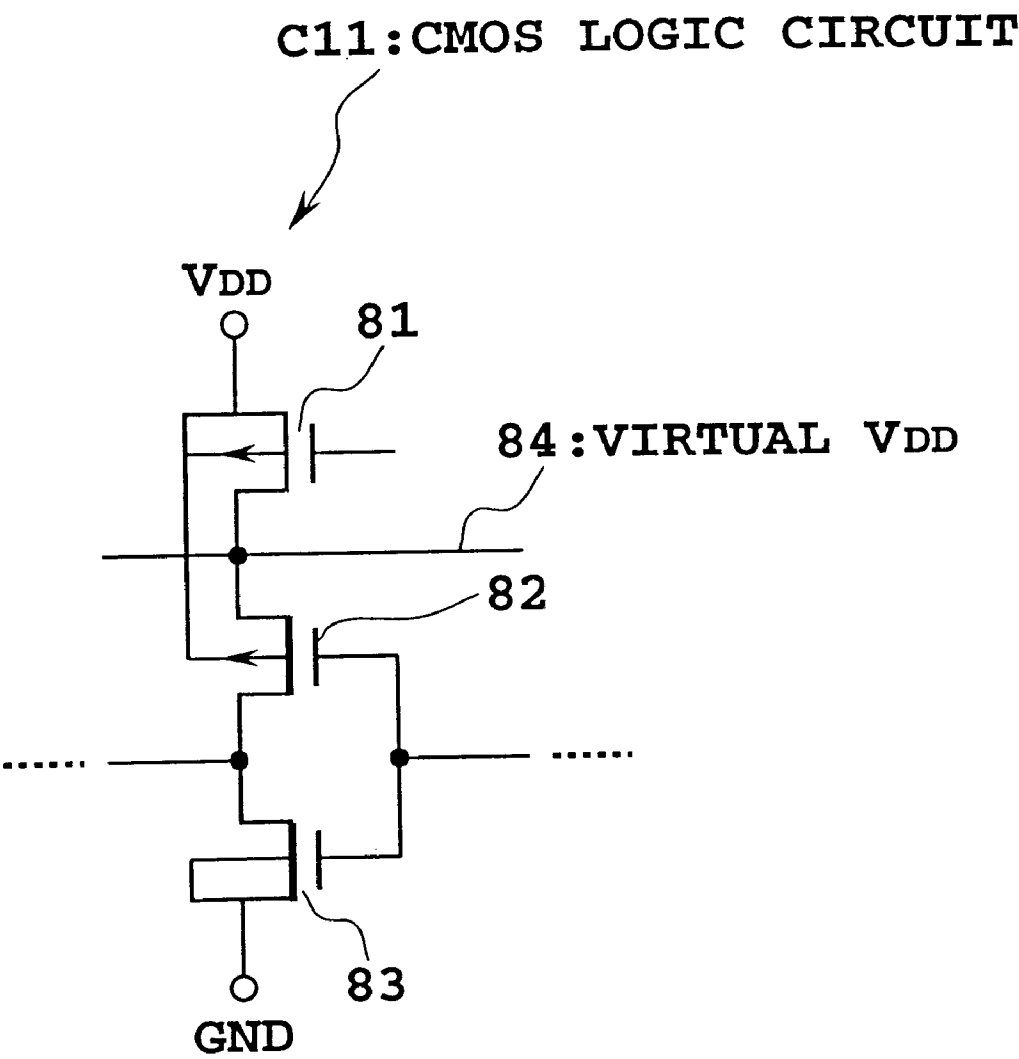 C11:CMOS LOGIC CIRCUIT
VDD
81
84:VIRTUAL VDD
82
83
GND